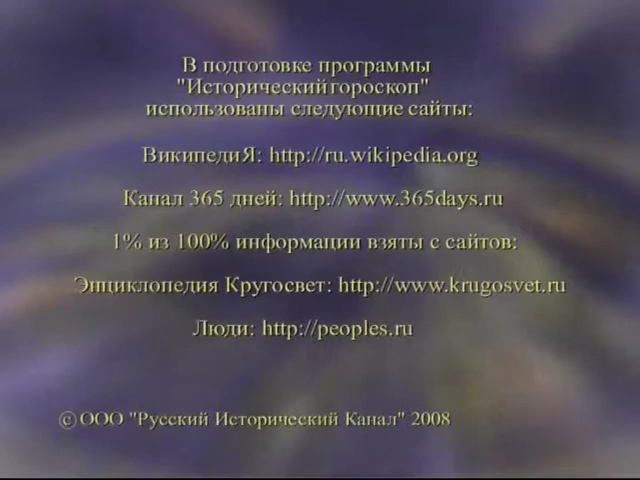 В подготовке программы
"Исторический гороскоп"
использованы следующие сайты:
ВикипедиЯ: http://ru.wikipedia.org
Канал 365 дней: http://www.365days.ru
1% из 100% информации взяты с сайтов:
Энциклопедия Кругосвет: http://www.krugosvet.ru
Люди: http://peoples.ru
© ООО "Русский Исторический Канал" 2008